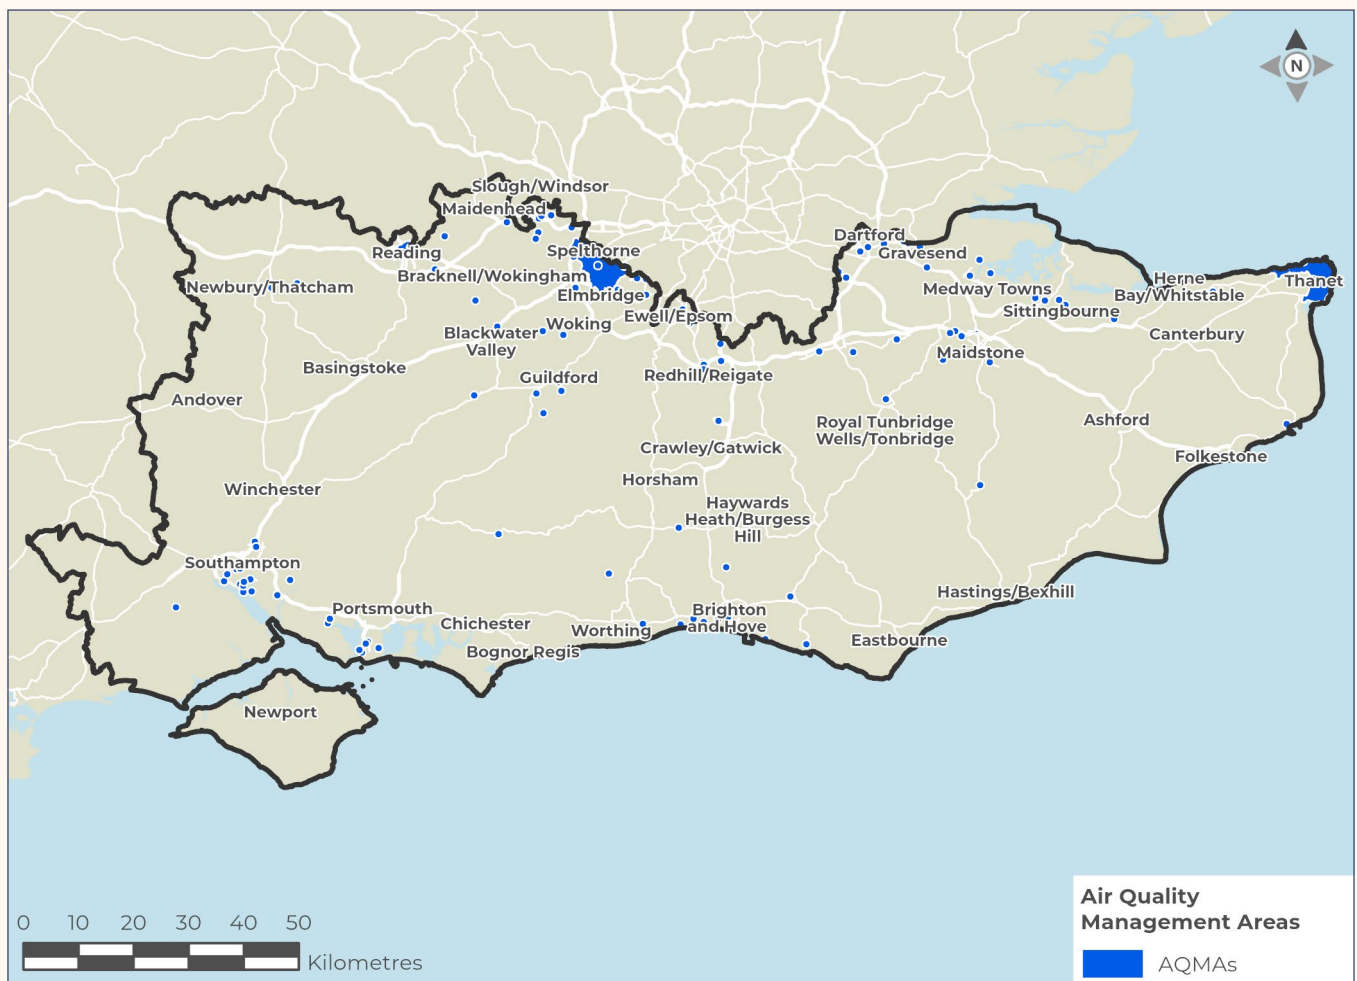 N
Slough/Windsor
Maidenhead
Reading
Spelthorne
Bracknell/Wokingham
Elmbridge
Newbury/Thatcham
Ewell/Epsom
Woking
Blackwater
Valley
Basingstoke
Guildford
Redhill/Reigate
Andover
Dartford
Gravesend
Medway Towns
Sittingbourne
Herne
Bay/Whitstable
Thanet
Canterbury
Maidstone
Royal Tunbridge
Wells/Tonbridge
Ashford
Folkestone
Crawley/Gatwick
Horsham
Haywards
Heath/Burgess
Hill
Winchester
Southampton
Portsmouth
Chichester
Bognor Regis
Worthing
Brighton
and Hove
Eastbourne
Hastings/Bexhill
Newport
0 10 20 30 40 50
Kilometres
Air Quality
Management Areas
AQMAs